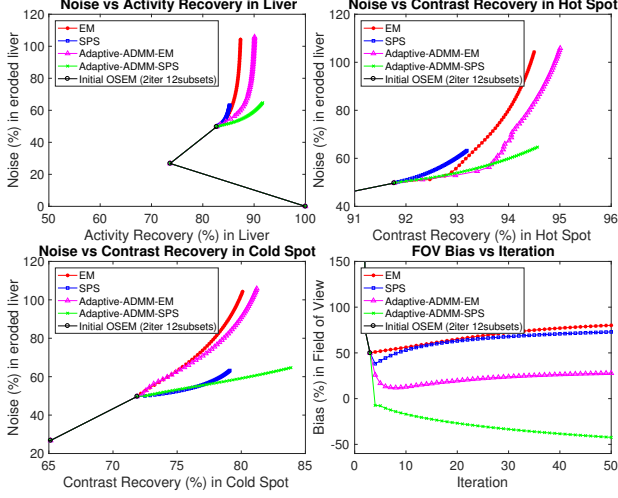 Noise vs Activity Recovery in Liver
Noise (%) in eroded liver
120
100
80
60
40
20
0
EM
SPS
Adaptive-ADMM-EM
Adaptive-ADMM-SPS
Initial OSEM (2iter 12subsets)
50 60 70 80 90 100
Activity Recovery (%) in Liver
Noise vs Contrast Recovery in Hot Spot
Noise (%) in eroded liver
120
100
80
60
40
EM
SPS
Adaptive-ADMM-EM
Adaptive-ADMM-SPS
Initial OSEM (2iter 12subsets)
91 92 93 94 95 96
Contrast Recovery (%) in Hot Spot
Noise vs Contrast Recovery in Cold Spot
Noise (%) in eroded liver
120
100
80
60
40
20
EM
SPS
Adaptive-ADMM-EM
Adaptive-ADMM-SPS
Initial OSEM (2iter 12subsets)
65 70 75 80 85
Contrast Recovery (%) in Cold Spot
FOV Bias vs Iteration
Bias (%) in Field of View
150
100
50
0
-50
EM
SPS
Adaptive-ADMM-EM
Adaptive-ADMM-SPS
Initial OSEM (2iter 12subsets)
0 10 20 30 40 50
Iteration